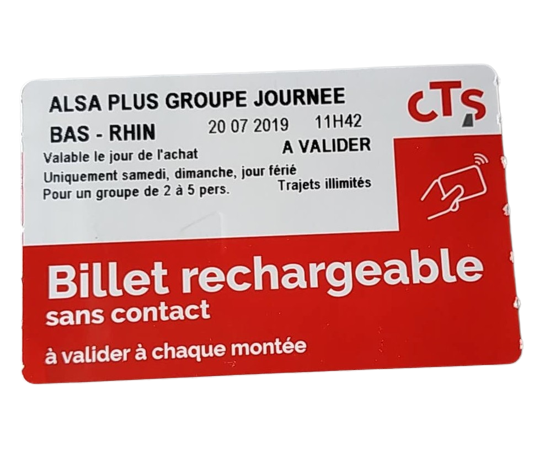 ALSA PLUS GROUPE JOURNEE
CTS
BAS - RHIN 20 07 2019 11H42
Valable le jour de l'achat A VALIDER
Uniquement samedi, dimanche, jour férié
Pour un groupe de 2 à 5 pers. Trajets illimités
Billet rechargeable
sans contact
à valider à chaque montée